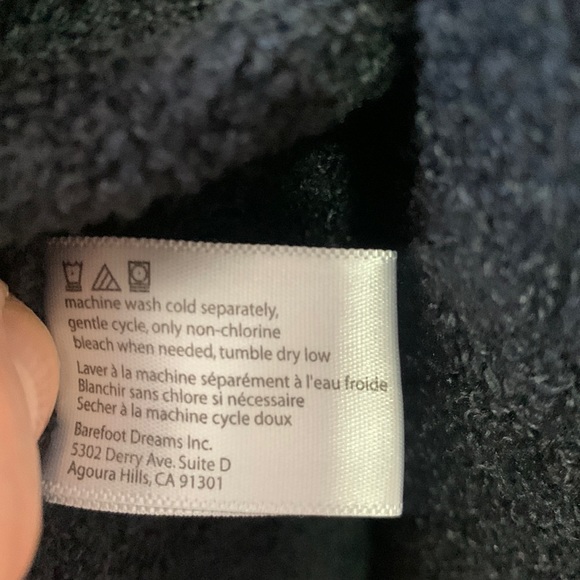 machine wash cold separately,
gentle cycle, only non-chlorine
bleach when needed, tumble dry low
Laver à la machine séparément à l'eau froide
Blanchir sans chlore si nécessaire
Secher à la machine cycle doux
Barefoot Dreams Inc.
5302 Derry Ave. Suite D
Agoura Hills, CA 91301